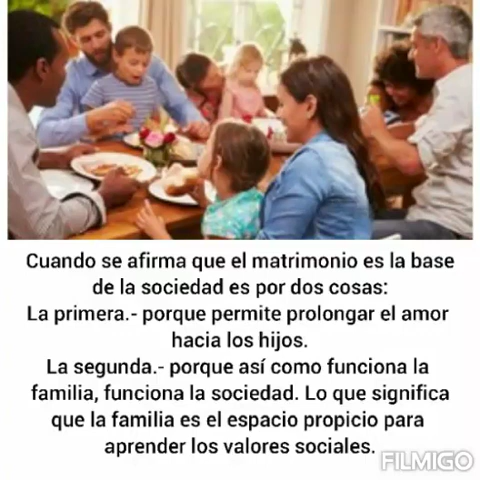 Cuando se afirma que el matrimonio es la base
de la sociedad es por dos cosas:
La primera.- porque permite prolongar el amor
hacia los hijos.
La segunda.- porque así como funciona la
familia, funciona la sociedad. Lo que significa
que la familia es el espacio propicio para
aprender los valores sociales.
FILMIGO